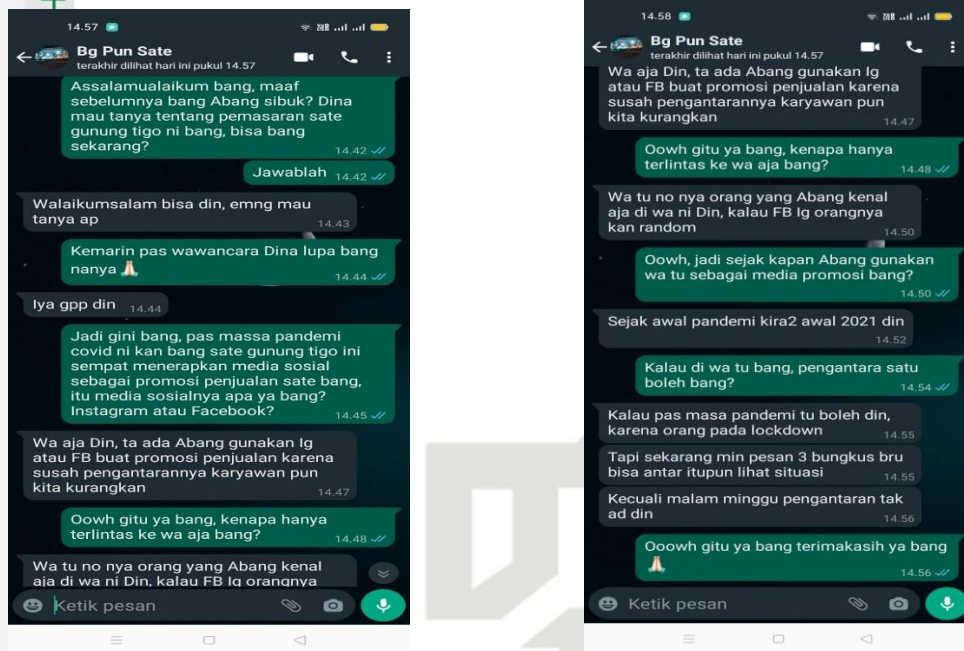 14.57
Bg Pun Sate
terakhir dilihat hari ini pukul 14.57
Assalamualaikum bang, maaf
sebelumnya bang Abang sibuk? Dina
mau tanya tentang pemasaran sate
gunung tigo ni bang, bisa bang
sekarang?
14.42
Jawablah 14.42
Walaikumsalam bisa din, emng mau
tanya ap
14.43
Kemarin pas wawancara Dina lupa bang
nanya 🙏🏻
14.44
Iya gpp din 14.44
Jadi gini bang, pas massa pandemi
covid ni kan bang sate gunung tigo ini
sempat menerapkan media sosial
sebagai promosi penjualan sate bang,
itu media sosialnya apa ya bang?
Instagram atau Facebook?
14.45
Wa aja Din, ta ada Abang gunakan Ig
atau FB buat promosi penjualan karena
susah pengantarannya karyawan pun
kita kurangkan
14.47
Oowh gitu ya bang, kenapa hanya
terlintas ke wa aja bang?
14.48
Wa tu no nya orang yang Abang kenal
aja di wa ni Din, kalau FB Ig orangnya
Ketik pesan
14.58
Bg Pun Sate
terakhir dilihat hari ini pukul 14.57
Wa aja Din, ta ada Abang gunakan Ig
atau FB buat promosi penjualan karena
susah pengantarannya karyawan pun
kita kurangkan
14.47
Oowh gitu ya bang, kenapa hanya
terlintas ke wa aja bang?
14.48
Wa tu no nya orang yang Abang kenal
aja di wa ni Din, kalau FB Ig orangnya
kan random
14.50
Oowh, jadi sejak kapan Abang gunakan
wa tu sebagai media promosi bang?
14.50
Sejak awal pandemi kira2 awal 2021 din
14.52
Kalau di wa tu bang, pengantara satu
boleh bang?
14.54
Kalau pas masa pandemi tu boleh din,
karena orang pada lockdown
14.55
Tapi sekarang min pesan 3 bungkus bru
bisa antar itupun lihat situasi
14.55
Kecuali malam minggu pengantaran tak
ad din
14.56
Ooowh gitu ya bang terimakasih ya bang
🙏🏻
14.56
Ketik pesan